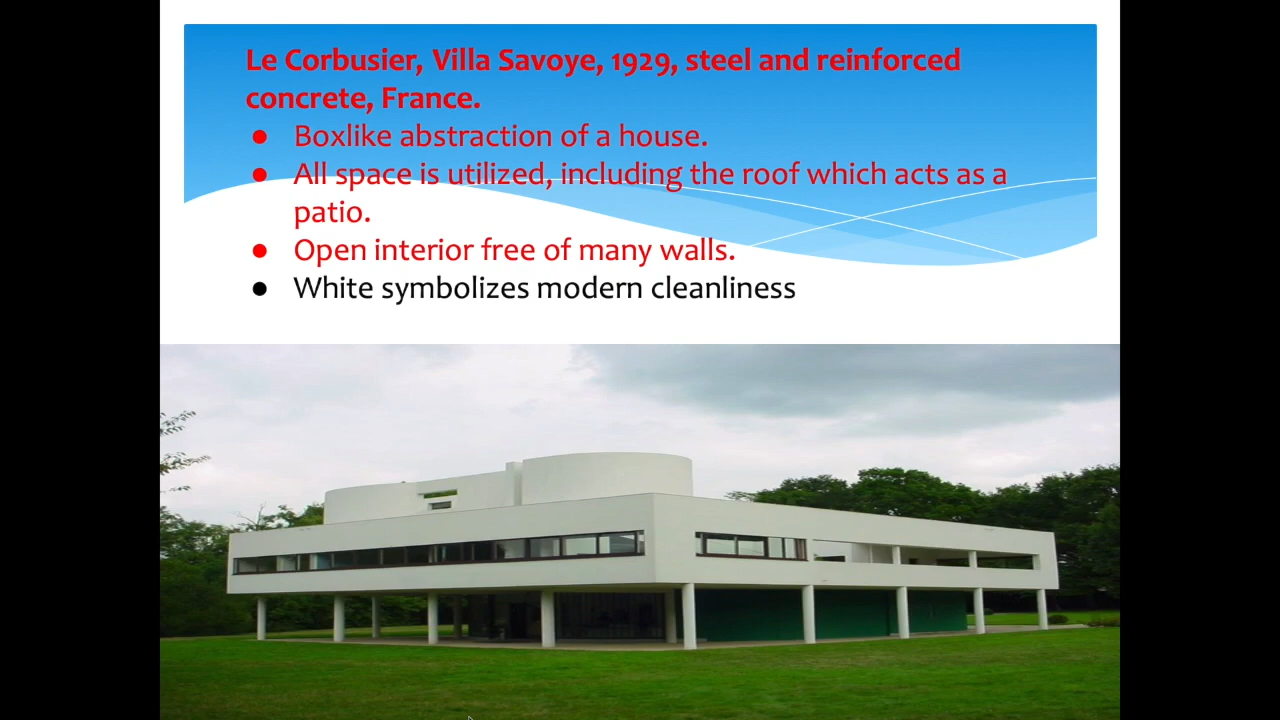 Le Corbusier, Villa Savoye, 1929, steel and reinforced
concrete, France.
● Boxlike abstraction of a house.
● All space is utilized, including the roof which acts as a
patio.
● Open interior free of many walls.
● White symbolizes modern cleanliness